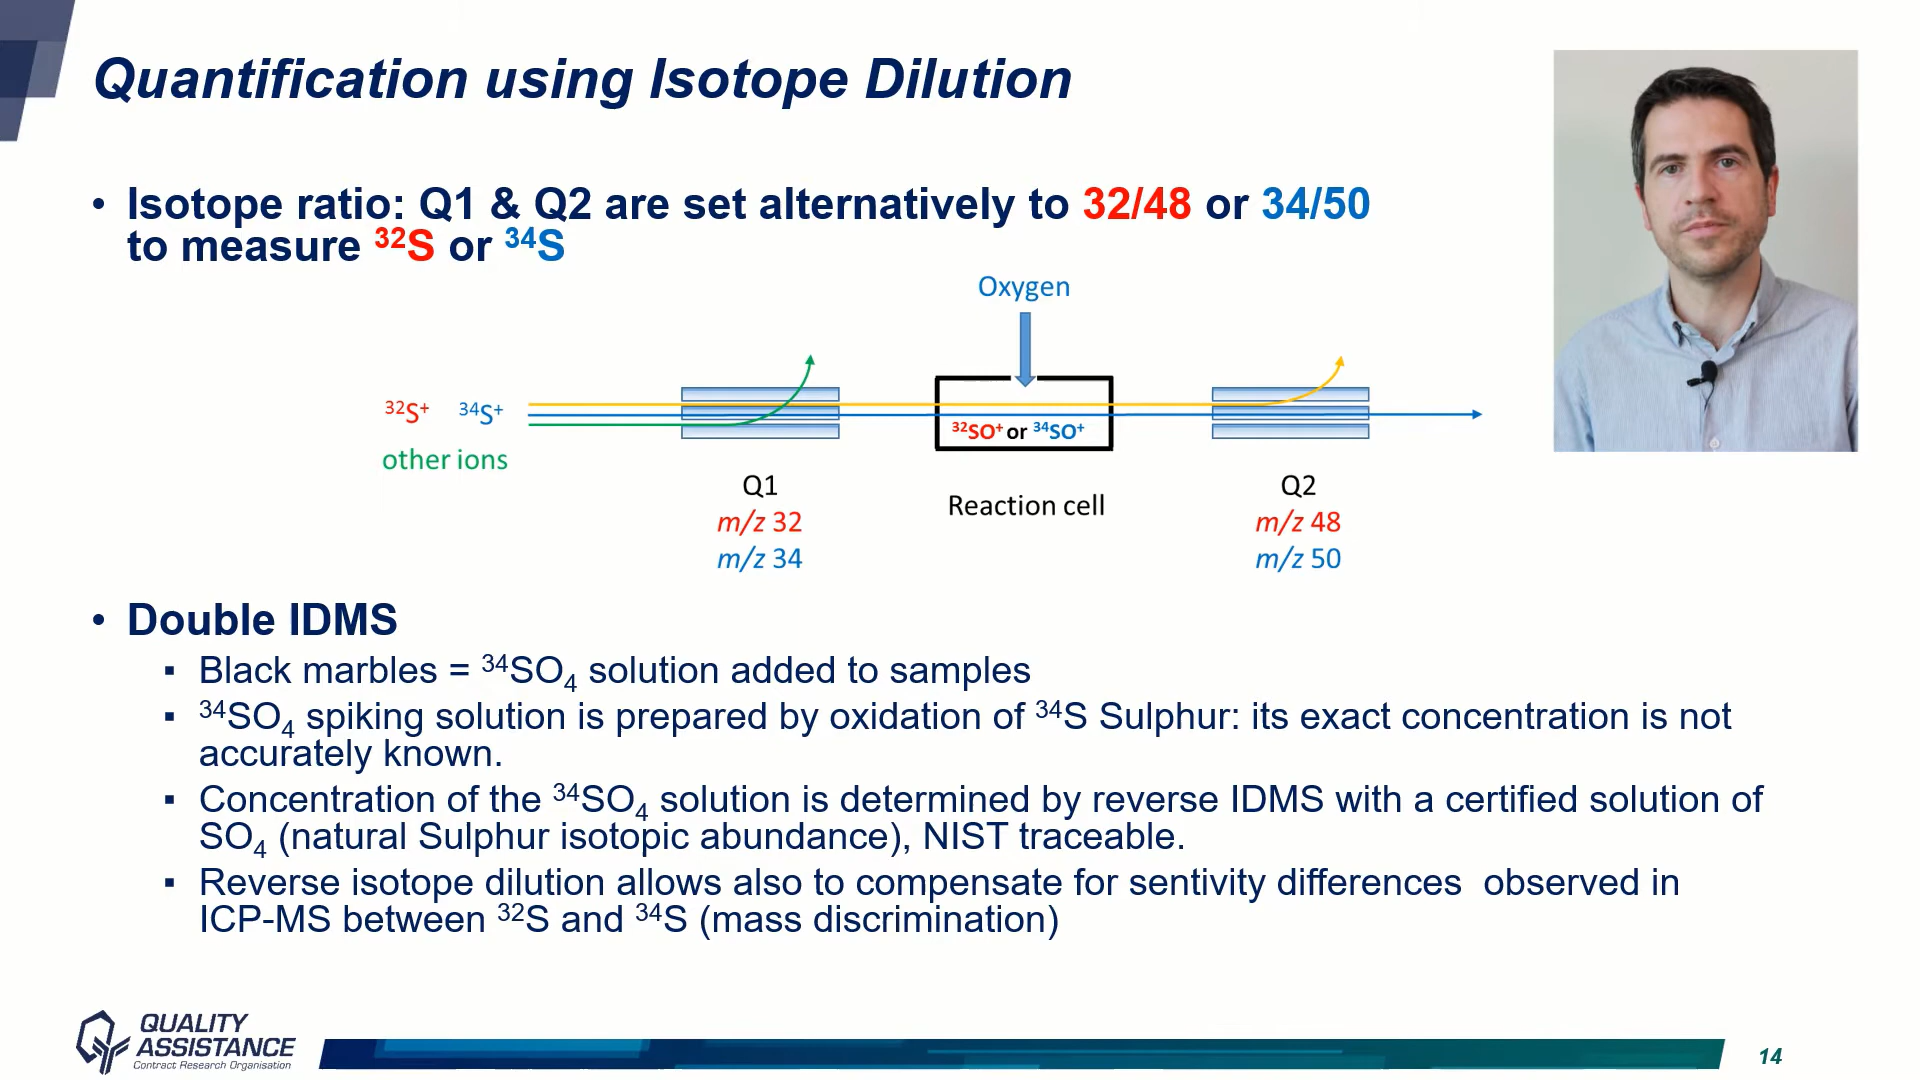 Quantification using Isotope Dilution
• Isotope ratio: Q1 & Q2 are set alternatively to 32/48 or 34/50
to measure ³²S or ³⁴S
Oxygen
³²S⁺ ³⁴S⁺
other ions
³²SO⁺ or ³⁴SO⁺
Q1
m/z 32
m/z 34
Reaction cell
Q2
m/z 48
m/z 50
• Double IDMS
▪ Black marbles = ³⁴SO₄ solution added to samples
▪ ³⁴SO₄ spiking solution is prepared by oxidation of ³⁴S Sulphur: its exact concentration is not
accurately known.
▪ Concentration of the ³⁴SO₄ solution is determined by reverse IDMS with a certified solution of
SO₄ (natural Sulphur isotopic abundance), NIST traceable.
▪ Reverse isotope dilution allows also to compensate for sentivity differences  observed in
ICP-MS between ³²S and ³⁴S (mass discrimination)
QUALITY
ASSISTANCE
Contract Research Organisation
14